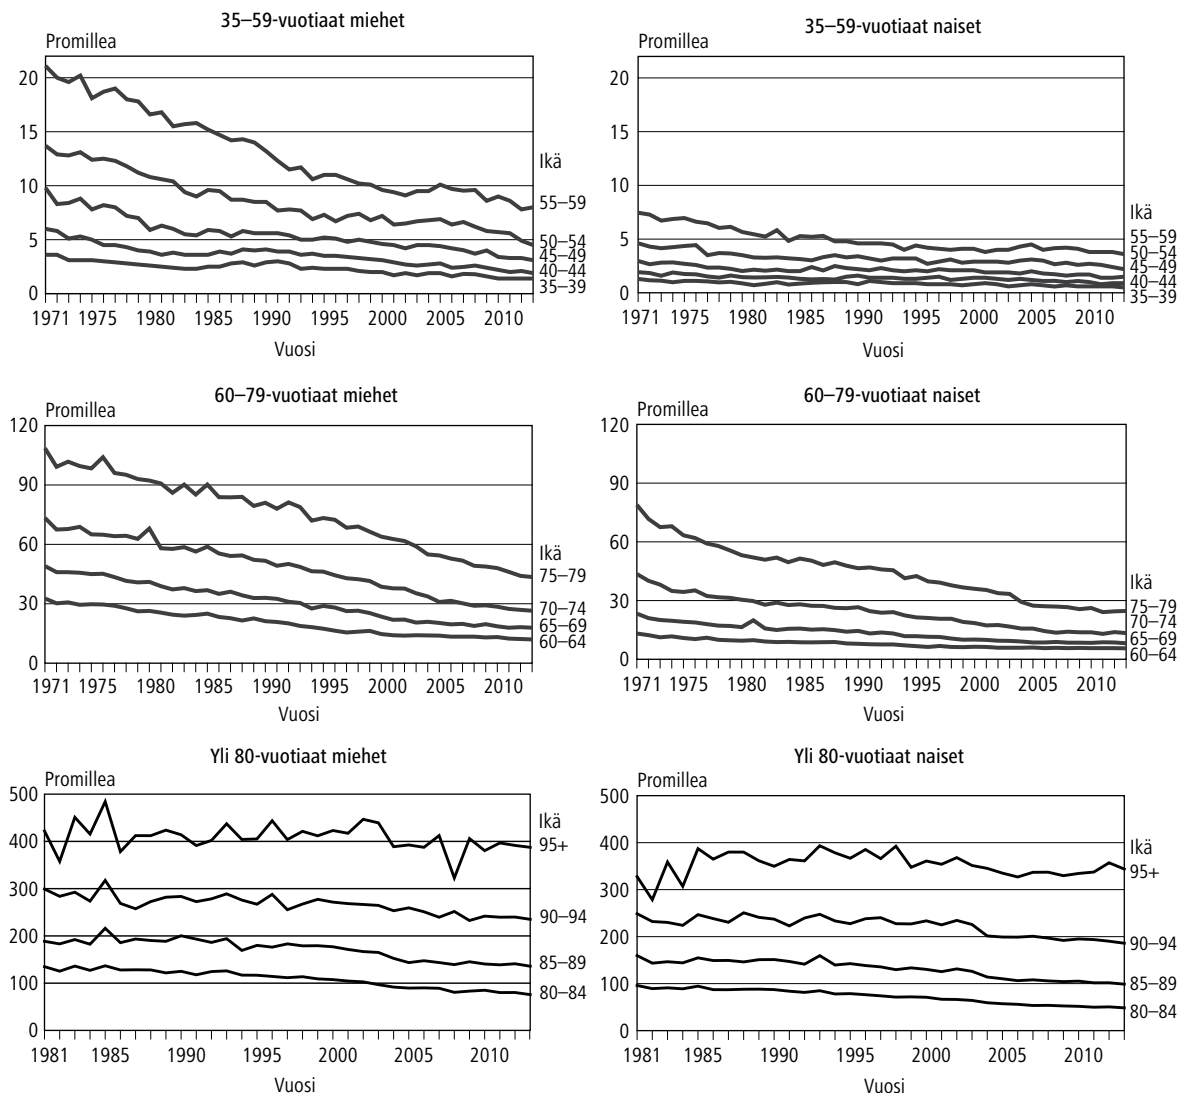 35–59-vuotiaat miehet
Promillea
20
15
10
5
0
Ikä
55–59
50–54
45–49
40–44
35–39
1971 1975 1980 1985 1990 1995 2000 2005 2010
Vuosi
35–59-vuotiaat naiset
Promillea
20
15
10
5
0
Ikä
55–59
50–54
45–49
40–44
35–39
1971 1975 1980 1985 1990 1995 2000 2005 2010
Vuosi
60–79-vuotiaat miehet
Promillea
120
90
60
30
0
Ikä
75–79
70–74
65–69
60–64
1971 1975 1980 1985 1990 1995 2000 2005 2010
Vuosi
60–79-vuotiaat naiset
Promillea
120
90
60
30
0
Ikä
75–79
70–74
65–69
60–64
1971 1975 1980 1985 1990 1995 2000 2005 2010
Vuosi
Yli 80-vuotiaat miehet
Promillea
500
400
300
200
100
0
Ikä
95+
90–94
85–89
80–84
1981 1985 1990 1995 2000 2005 2010
Vuosi
Yli 80-vuotiaat naiset
Promillea
500
400
300
200
100
0
Ikä
95+
90–94
85–89
80–84
1981 1985 1990 1995 2000 2005 2010
Vuosi